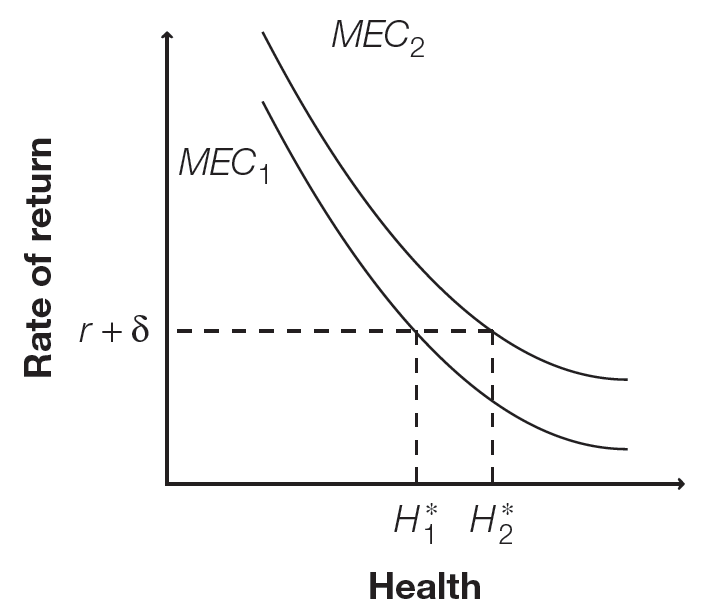 MEC₂
MEC₁
Rate of return
r + δ
H₁* H₂*
Health